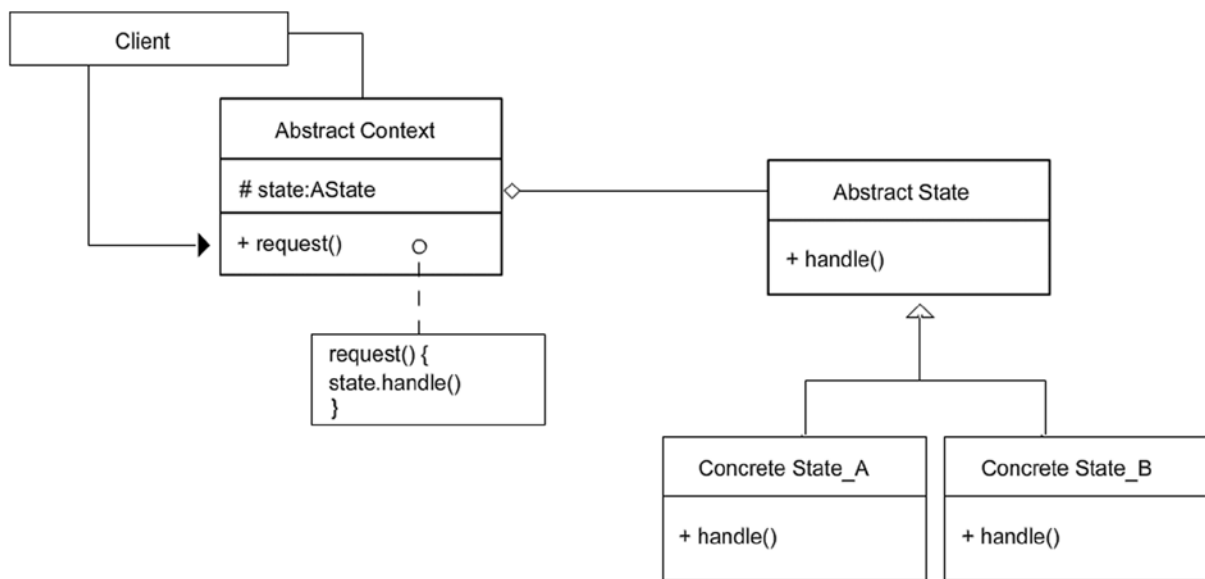 Client
Abstract Context
# state:AState
+ request()
request() {
state.handle()
}
Abstract State
+ handle()
Concrete State_A
+ handle()
Concrete State_B
+ handle()